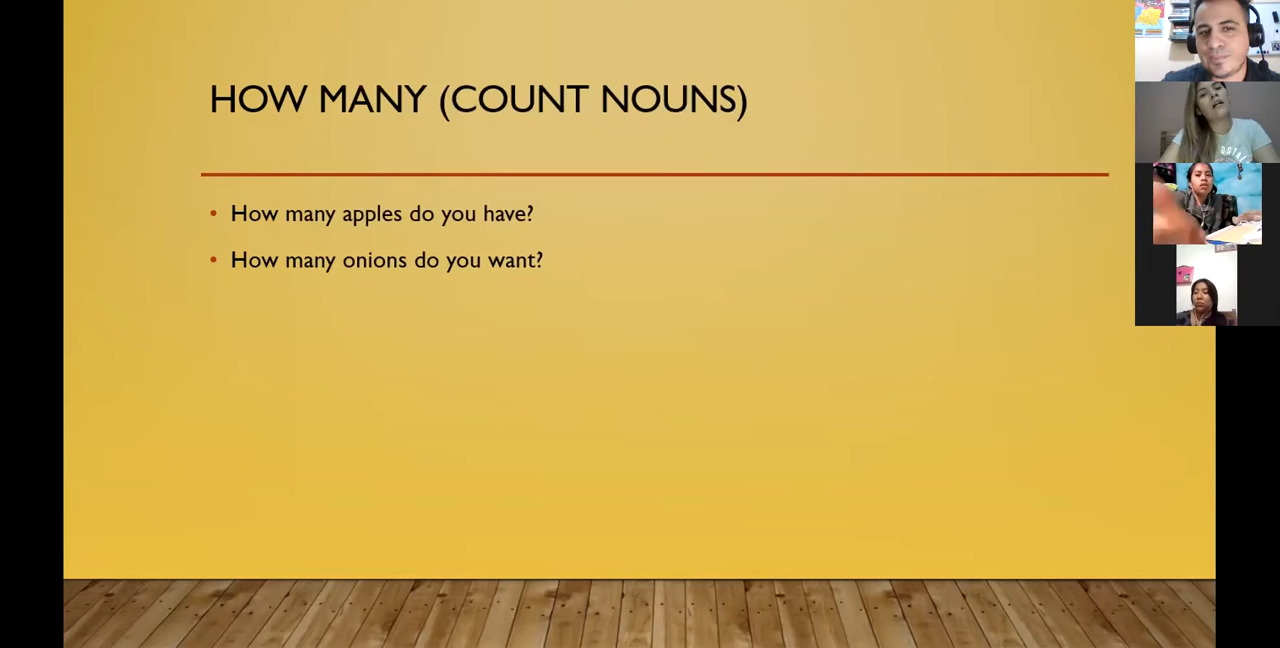 HOW MANY (COUNT NOUNS)
• How many apples do you have?
• How many onions do you want?